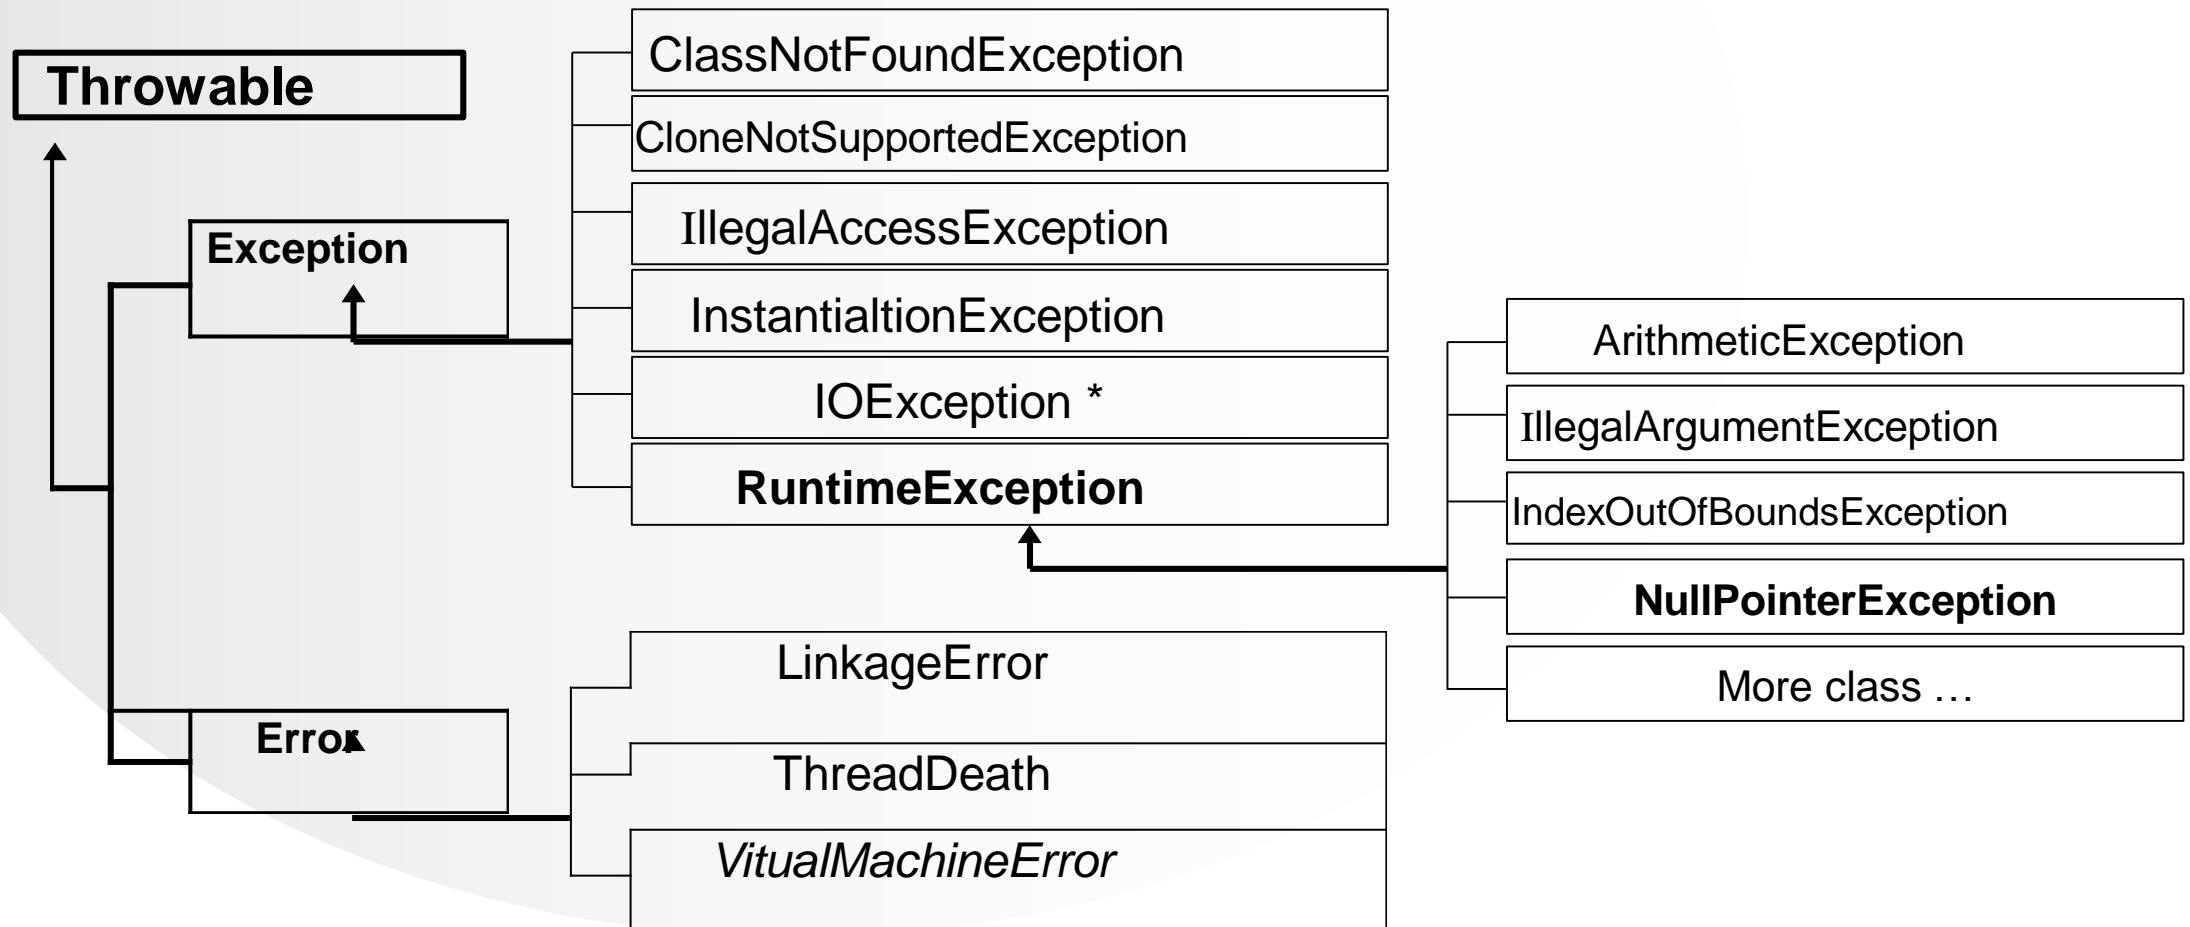 Throwable
Exception
ClassNotFoundException
CloneNotSupportedException
IllegalAccessException
InstantialtionException
IOException *
RuntimeException
ArithmeticException
IllegalArgumentException
IndexOutOfBoundsException
NullPointerException
More class …
Error
LinkageError
ThreadDeath
VitualMachineError